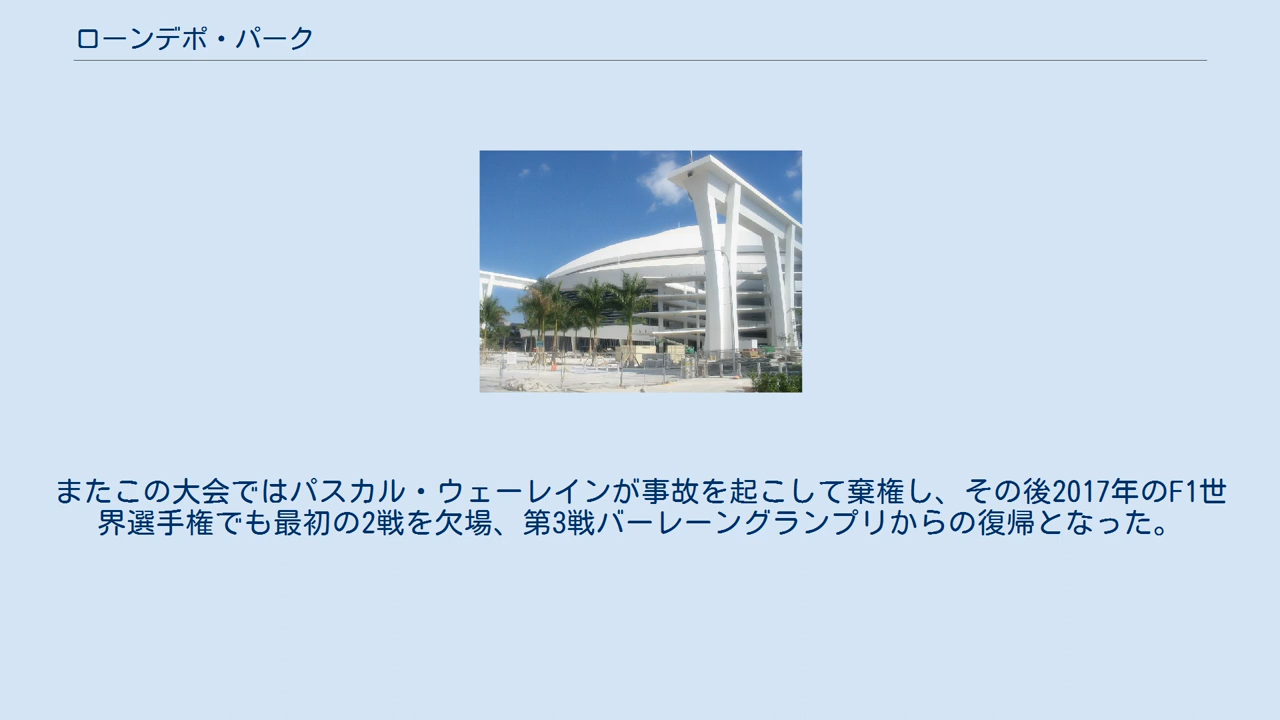 ローンデポ・パーク
またこの大会ではパスカル・ウェーレインが事故を起こして棄権し、その後2017年のF1世
界選手権でも最初の2戦を欠場、第3戦バーレーングランプリからの復帰となった。